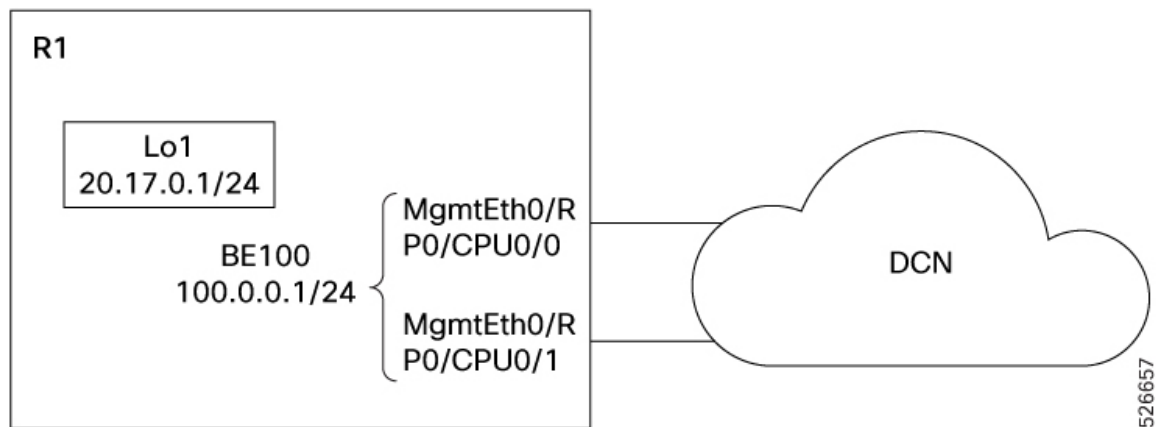 R1
Lo1
20.17.0.1/24
BE100
100.0.0.1/24
MgmtEth0/R
P0/CPU0/0
MgmtEth0/R
P0/CPU0/1
DCN
526657